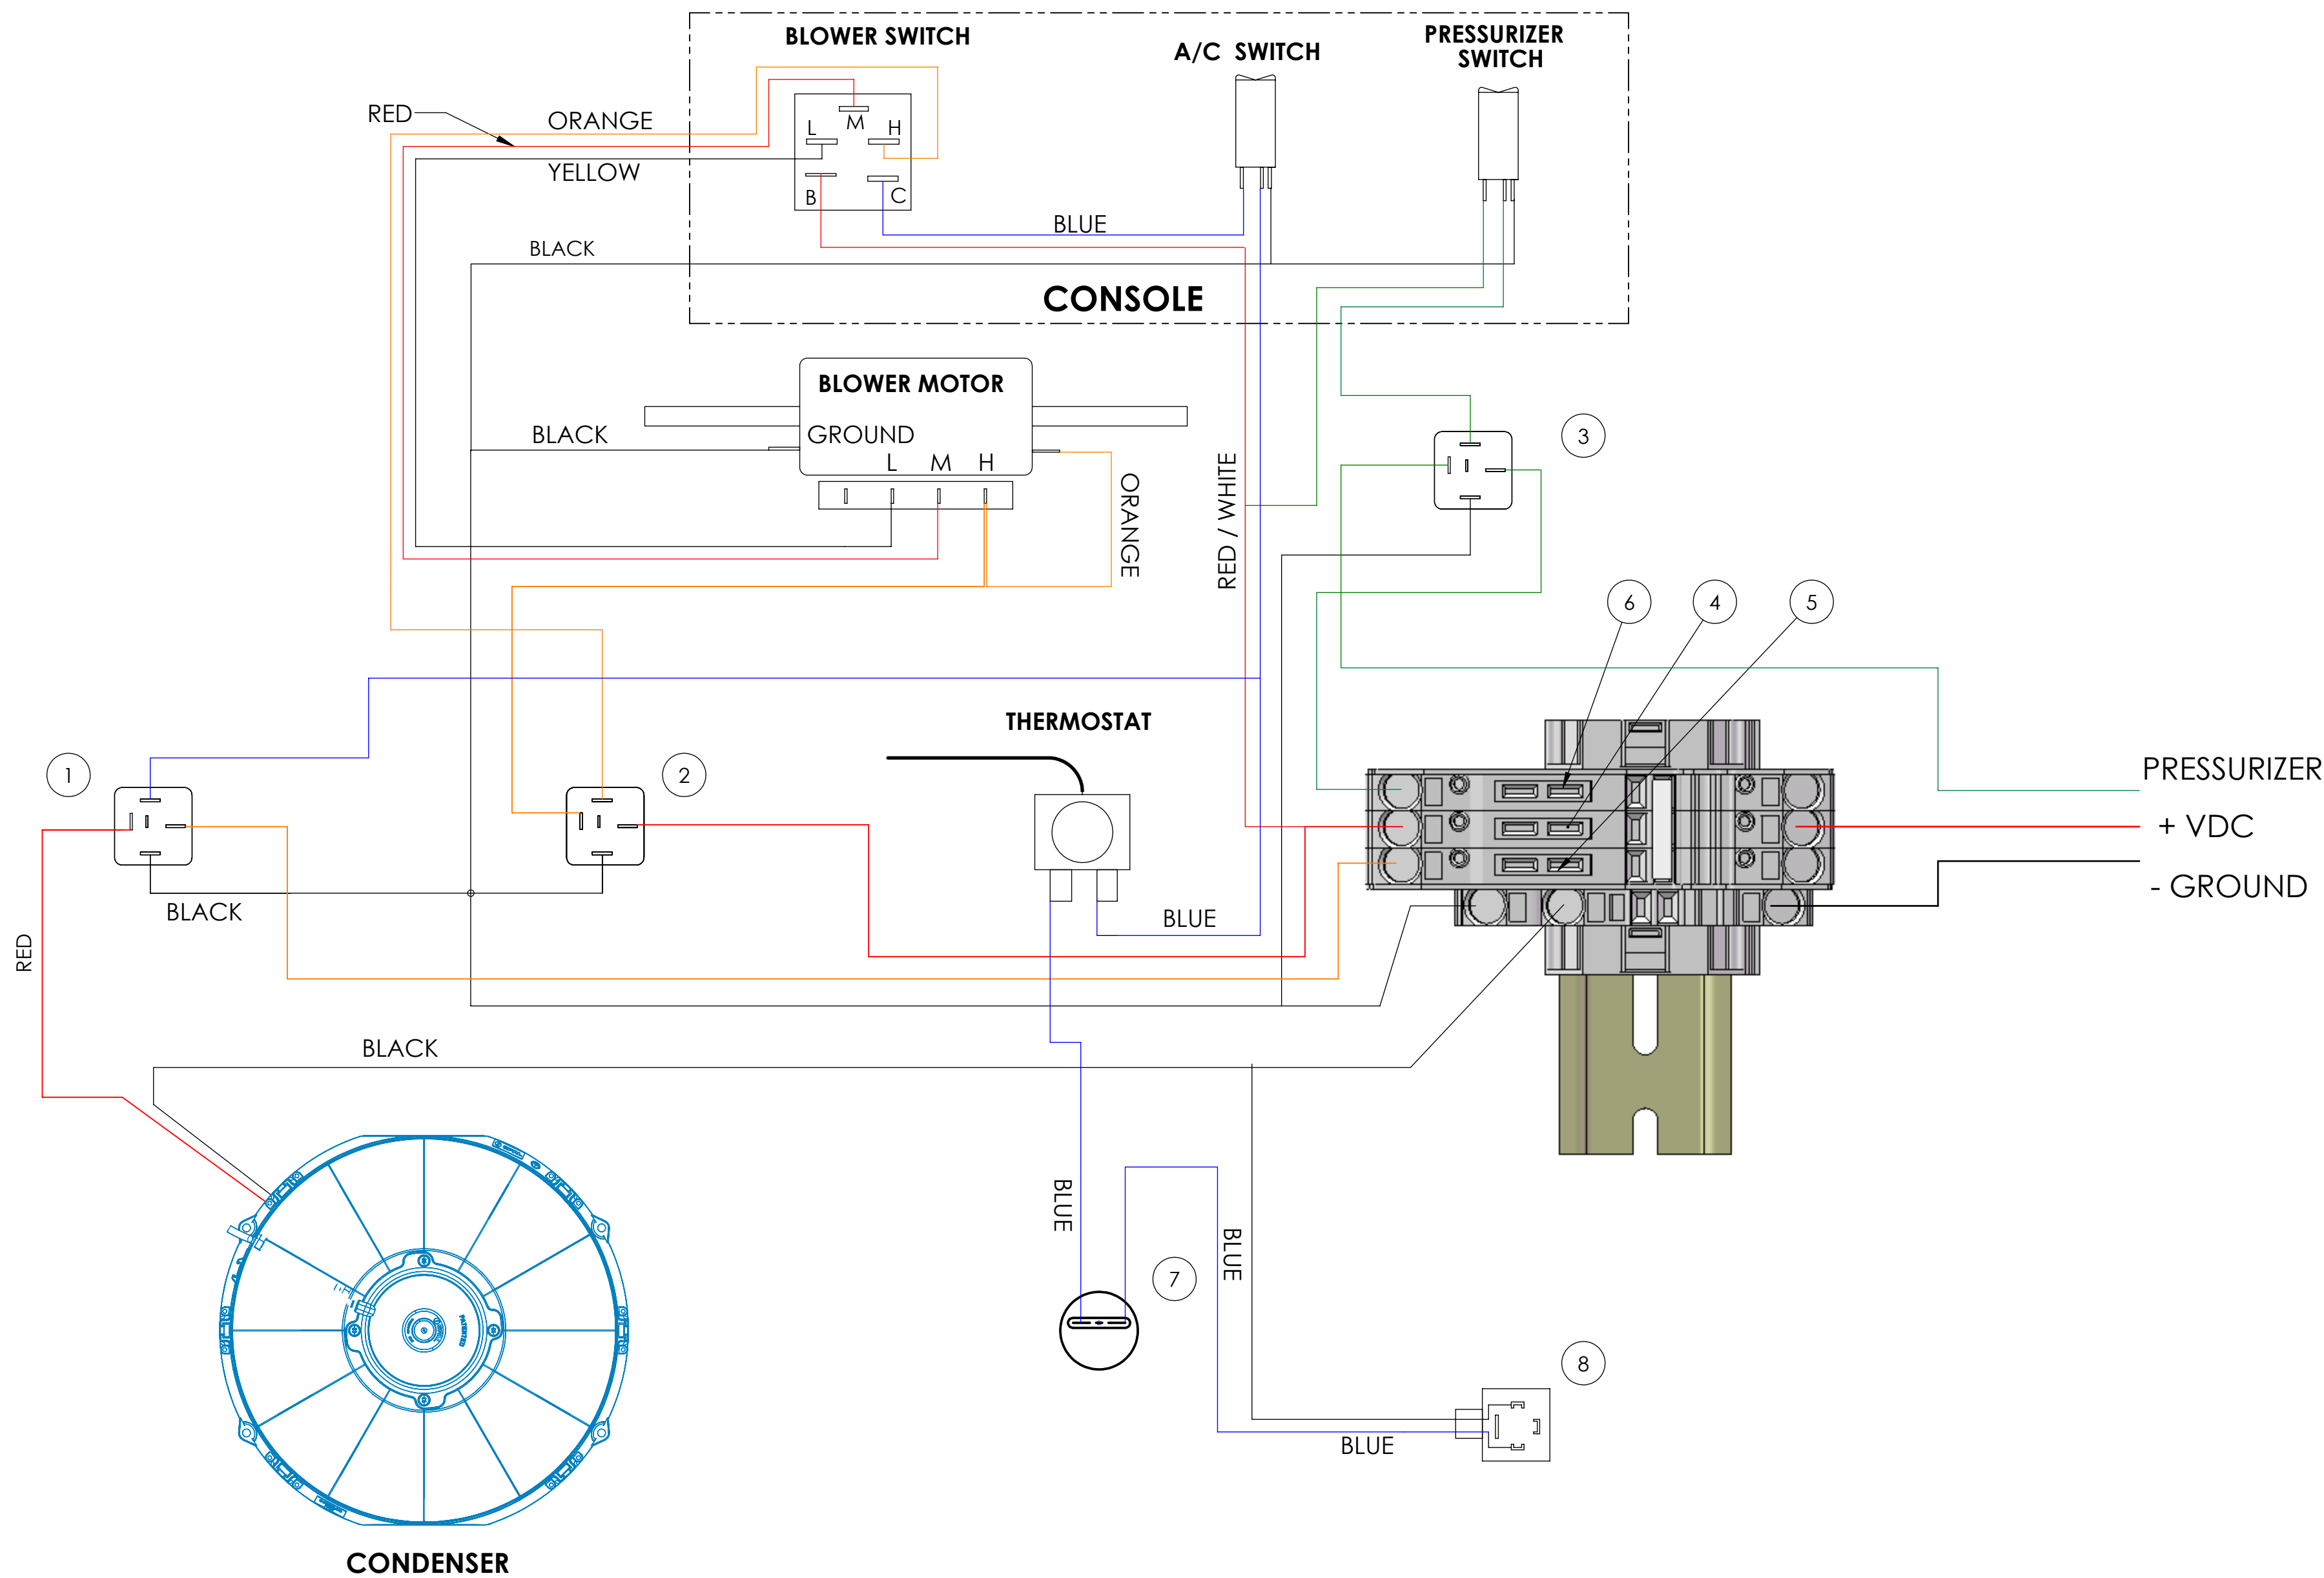 BLOWER SWITCH
A/C SWITCH
PRESSURIZER
SWITCH
RED
ORANGE
YELLOW
L
M
H
B
C
BLUE
BLACK
CONSOLE
BLOWER MOTOR
BLACK
GROUND
L M H
ORANGE
RED / WHITE
3
6
4
5
THERMOSTAT
1
2
PRESSURIZER
+ VDC
- GROUND
BLACK
BLUE
RED
BLACK
BLUE
BLUE
7
8
BLUE
PATENTED
CONDENSER